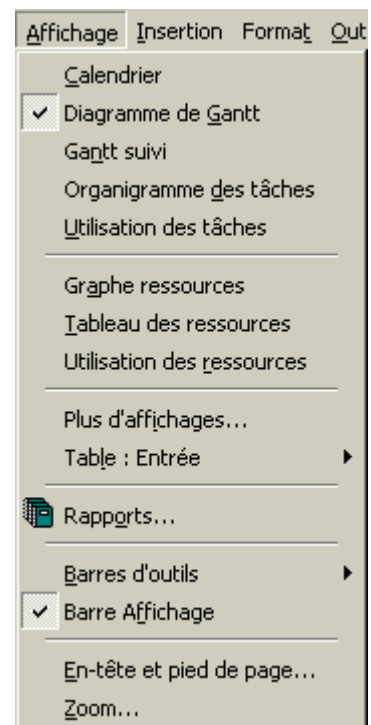 Affichage Insertion Format Out
Calendrier
Diagramme de Gantt
Gantt suivi
Organigramme des tâches
Utilisation des tâches
Graphe ressources
Tableau des ressources
Utilisation des ressources
Plus d'affichages...
Table : Entrée
Rapports...
Barres d'outils
Barre Affichage
En-tête et pied de page...
Zoom...